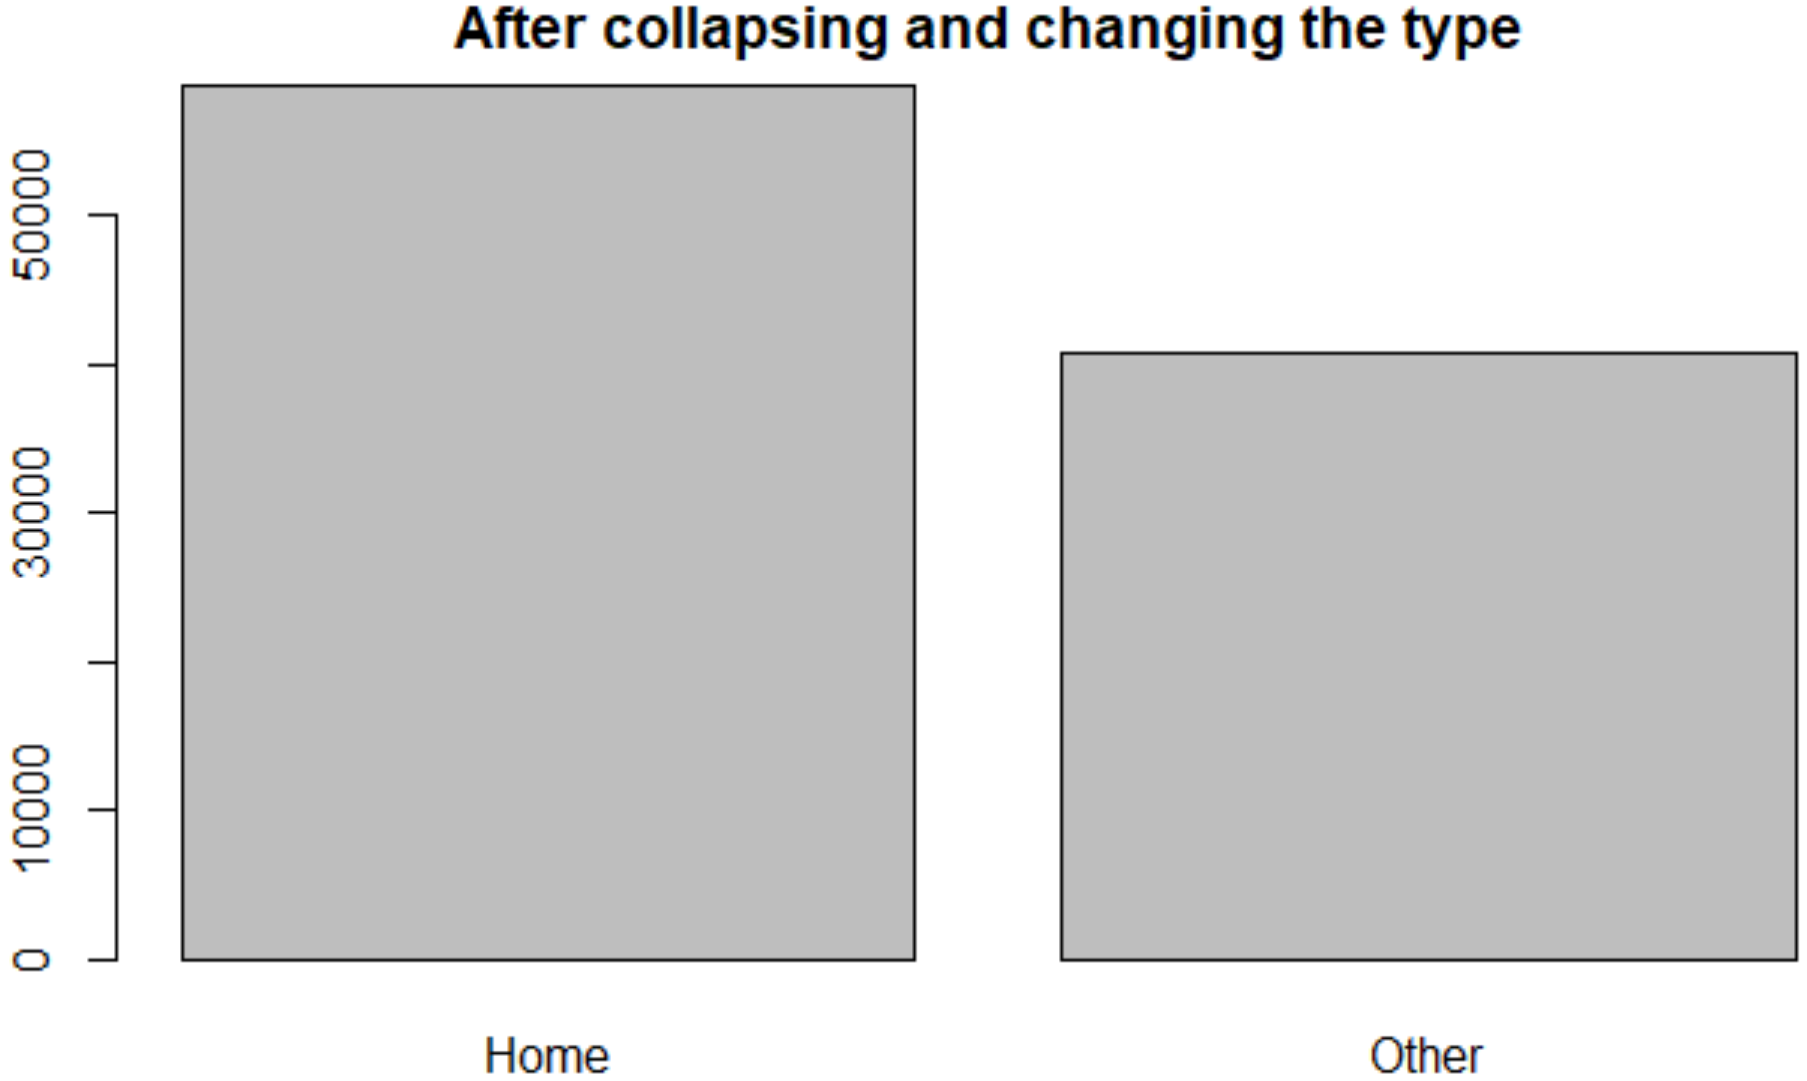 After collapsing and changing the type
50000
30000
10000
0
Home
Other